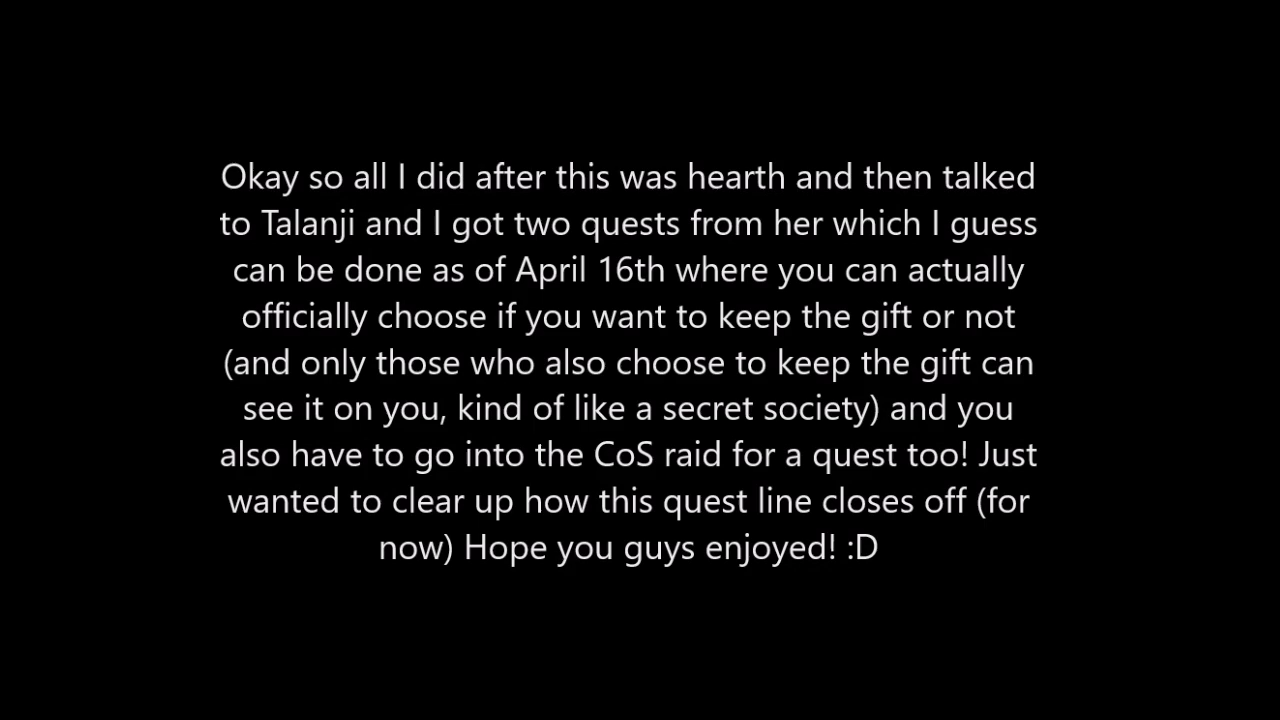 Okay so all I did after this was hearth and then talked
to Talanji and I got two quests from her which I guess
can be done as of April 16th where you can actually
officially choose if you want to keep the gift or not
(and only those who also choose to keep the gift can
see it on you, kind of like a secret society) and you
also have to go into the CoS raid for a quest too! Just
wanted to clear up how this quest line closes off (for
now) Hope you guys enjoyed! :D